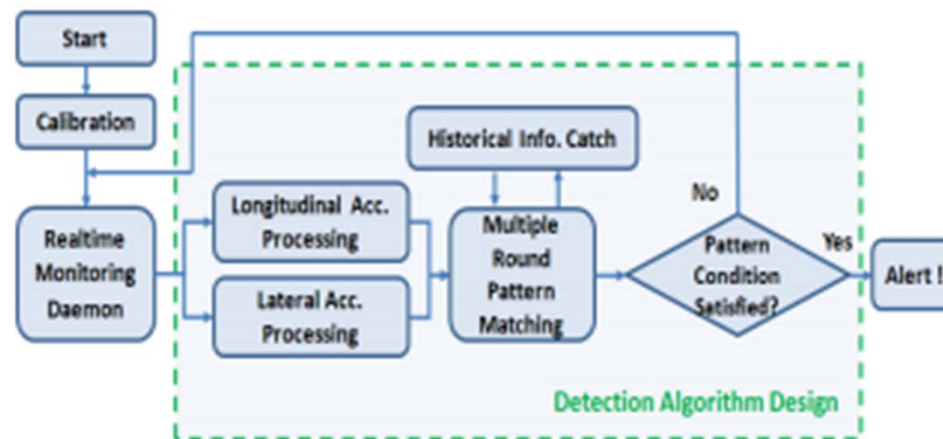 Start
Calibration
Realtime
Monitoring
Daemon
Longitudinal Acc.
Processing
Lateral Acc.
Processing
Historical Info. Catch
Multiple
Round
Pattern
Matching
No
Pattern
Condition
Satisfied?
Yes
Alert !
Detection Algorithm Design